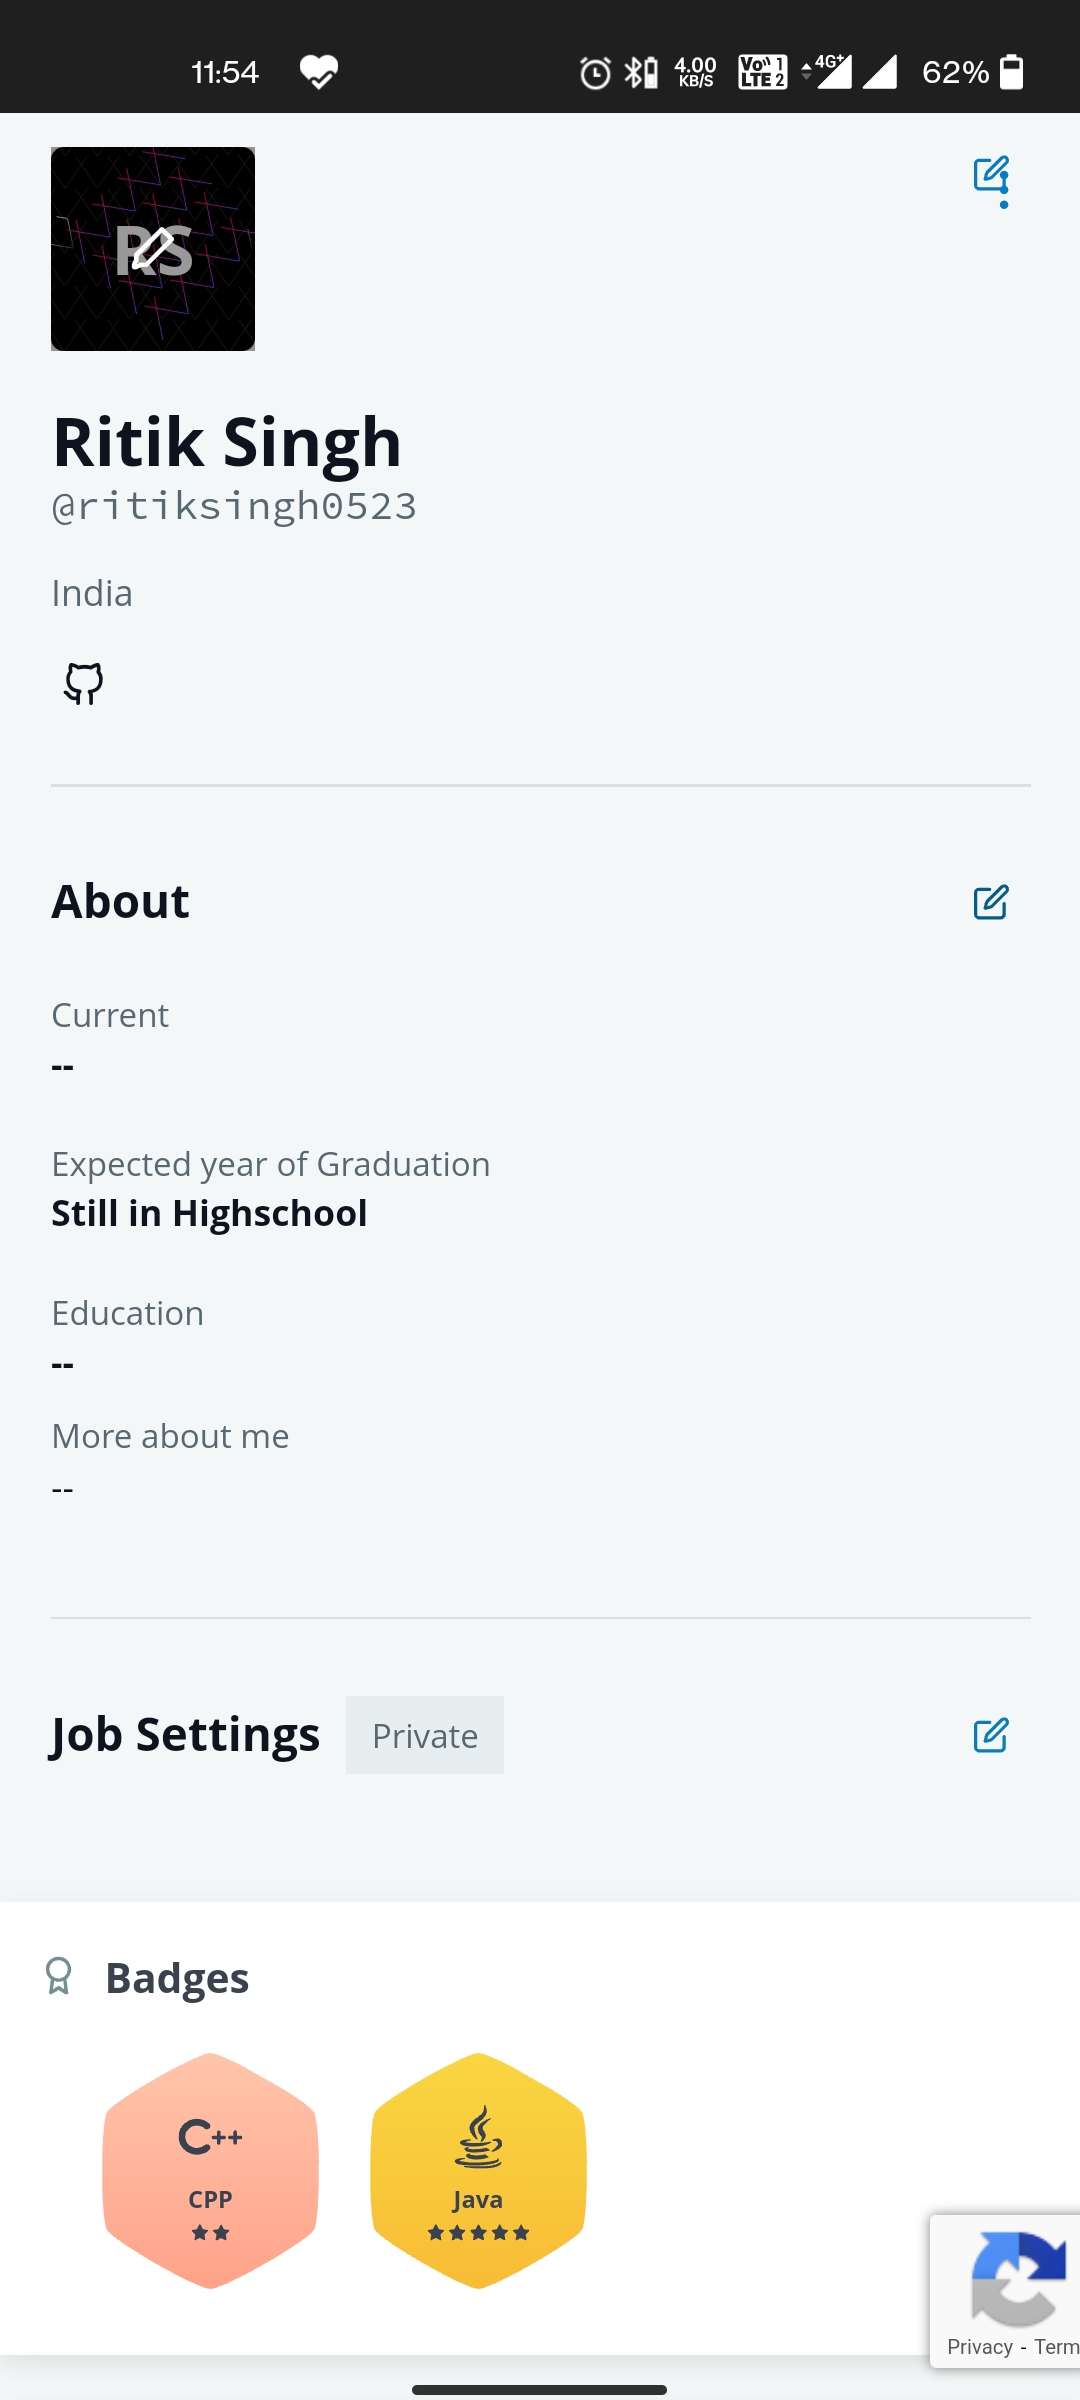 11:54
4.00
KB/S
Vo)) 1
LTE 2
4G+
62%
RS
Ritik Singh
@ritiksingh0523
India
About
Current
--
Expected year of Graduation
Still in Highschool
Education
--
More about me
--
Job Settings
Private
Badges
C++
CPP
Java
Privacy - Term